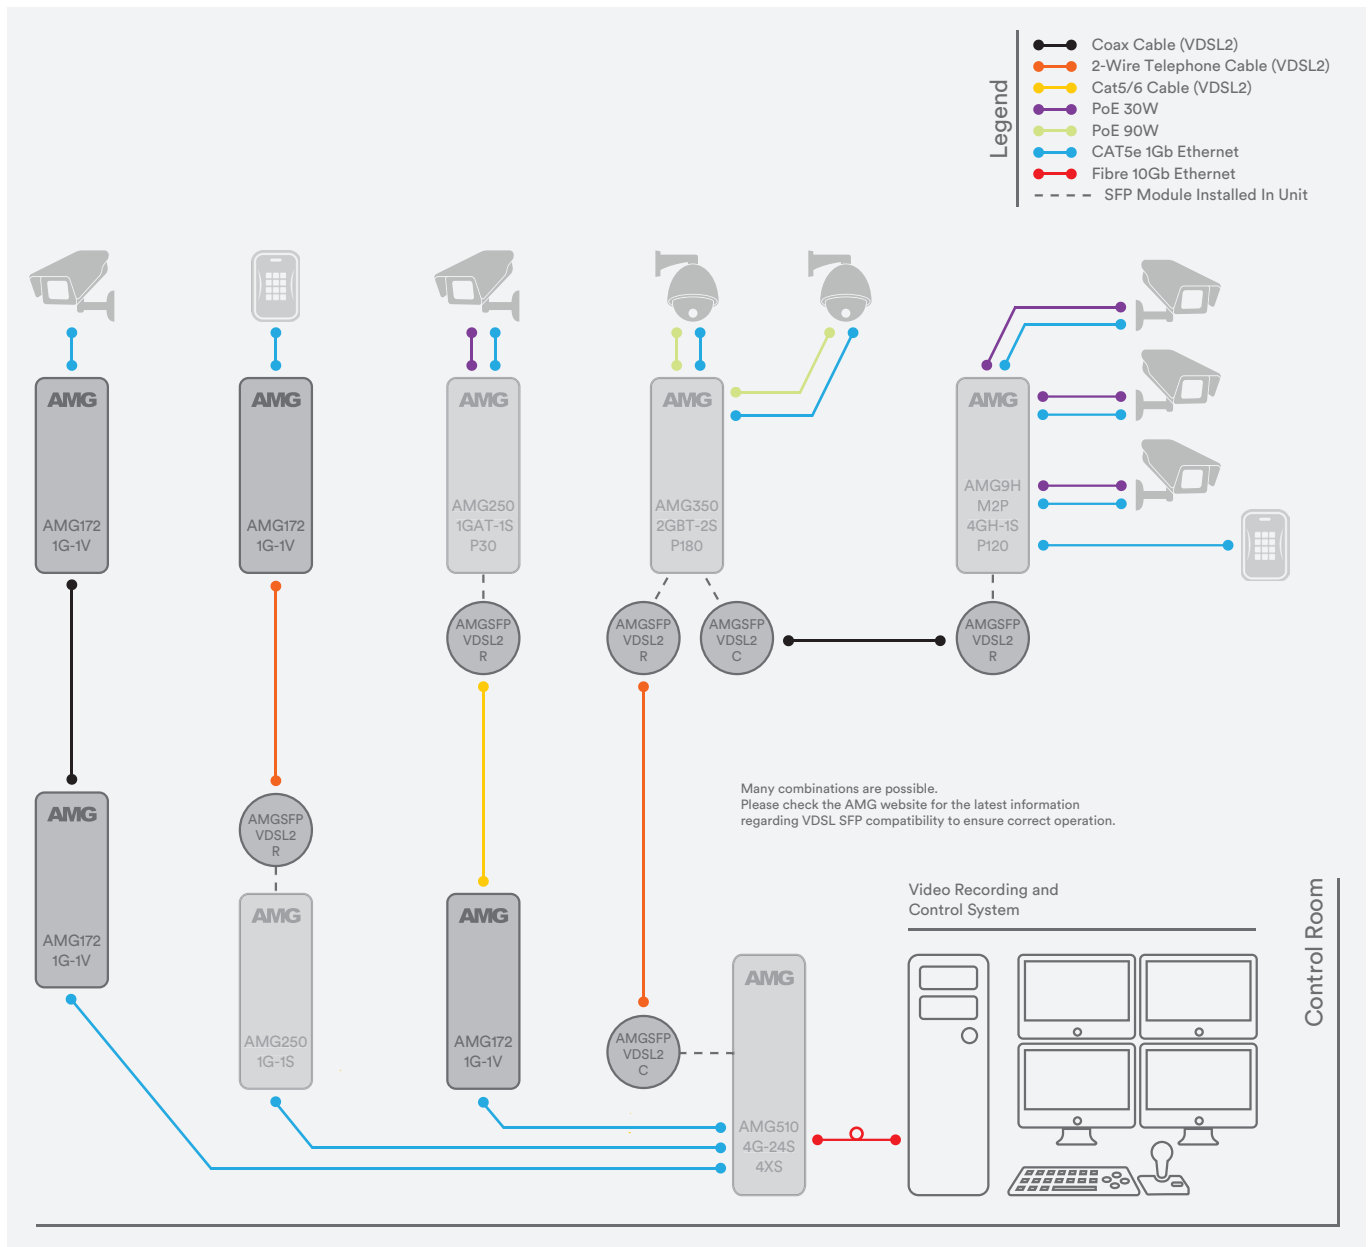 Legend
Coax Cable (VDSL2)
2-Wire Telephone Cable (VDSL2)
Cat5/6 Cable (VDSL2)
PoE 30W
PoE 90W
CAT5e 1Gb Ethernet
Fibre 10Gb Ethernet
SFP Module Installed In Unit
AMG
AMG172
1G-1V
AMG
AMG172
1G-1V
AMG
AMG250
1GAT-1S
P30
AMG
AMG350
2GBT-2S
P180
AMG
AMG9H
M2P
4GH-1S
P120
AMGSFP
VDSL2
R
AMGSFP
VDSL2
R
AMGSFP
VDSL2
C
AMGSFP
VDSL2
R
Many combinations are possible.
Please check the AMG website for the latest information
regarding VDSL SFP compatibility to ensure correct operation.
AMG
AMG172
1G-1V
AMGSFP
VDSL2
R
AMG
AMG250
1G-1S
AMG
AMG172
1G-1V
AMGSFP
VDSL2
C
AMG
AMG510
4G-24S
4XS
Video Recording and
Control System
Control Room